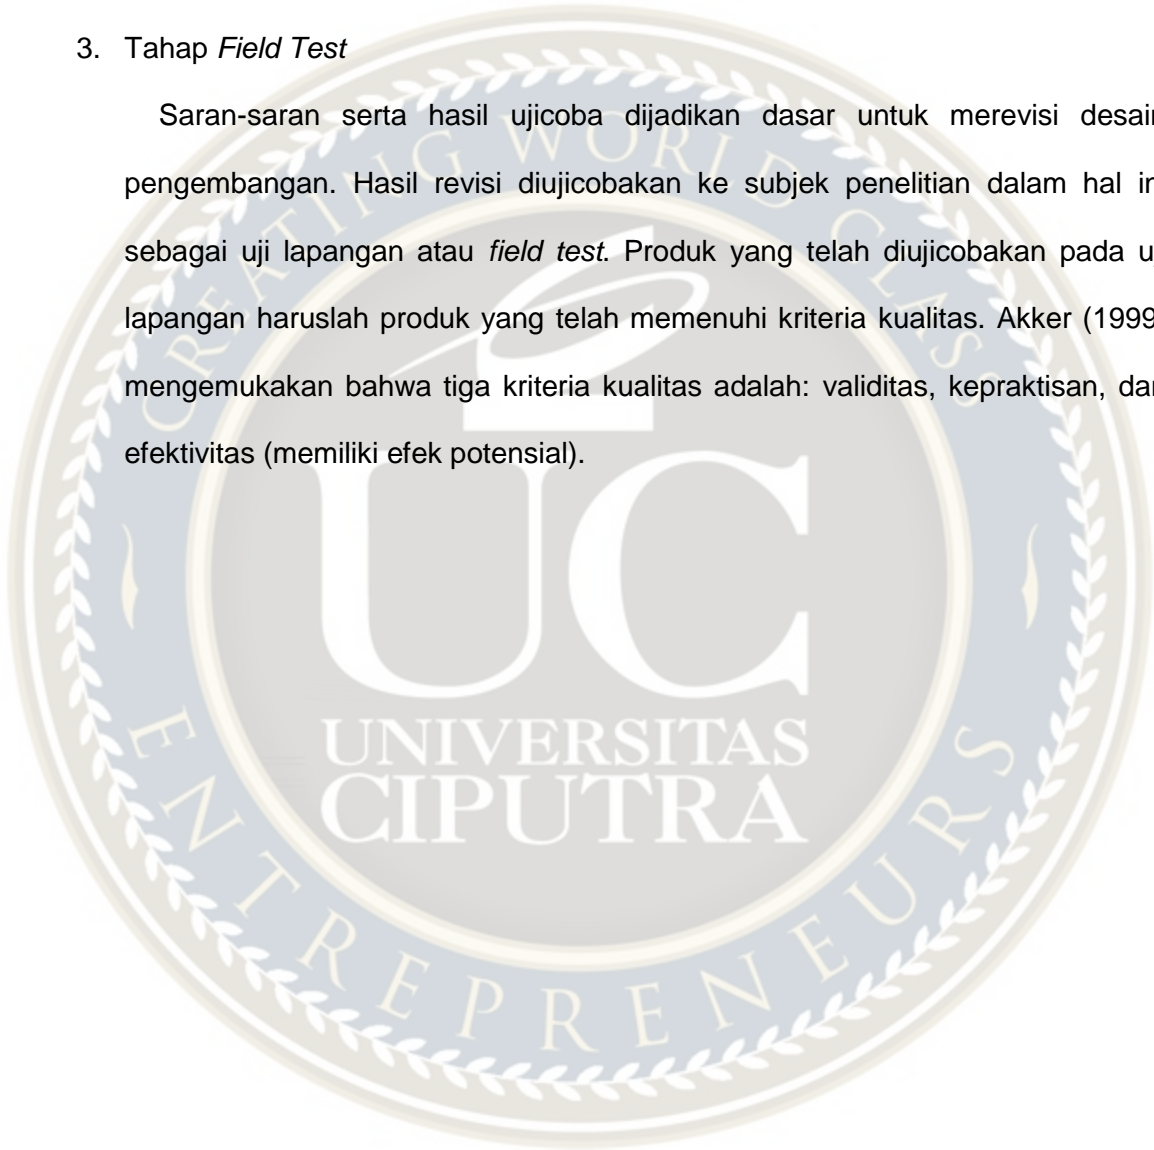 3. Tahap Field Test
Saran-saran serta hasil ujicoba dijadikan dasar untuk merevisi desain
pengembangan. Hasil revisi diujicobakan ke subjek penelitian dalam hal in
sebagai uji lapangan atau field test. Produk yang telah diujicobakan pada u
lapangan haruslah produk yang telah memenuhi kriteria kualitas. Akker (1999
mengemukakan bahwa tiga kriteria kualitas adalah: validitas, kepraktisan, dan
efektivitas (memiliki efek potensial).
CREATING WORLD CLASS
UC
UNIVERSITAS
CIPUTRA
ENTREPRENEURS